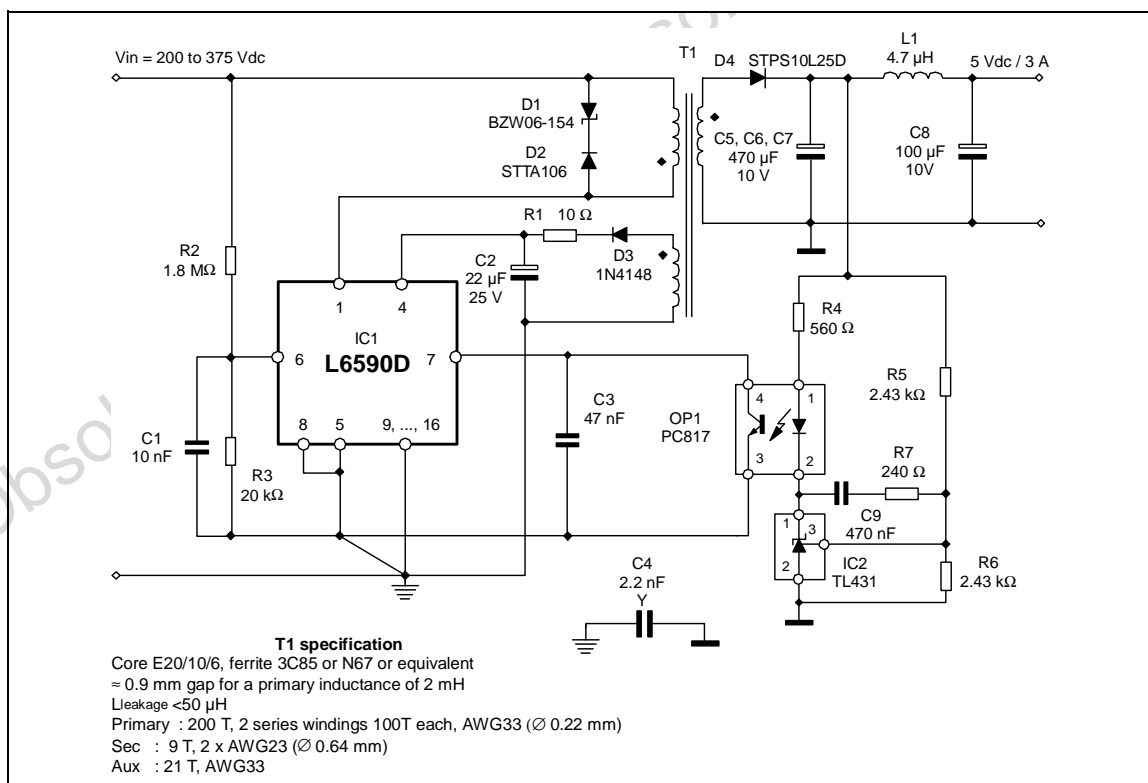 obsol
Obsol
Vin = 200 to 375 Vdc
T1
D4 STPS10L25D
L1
4.7 µH
5 Vdc / 3 A
D1
BZW06-154
D2
STTA106
C5, C6, C7
470 µF
10 V
C8
100 µF
10V
R1 10 Ω
D3
1N4148
C2
22 µF
25 V
R2
1.8 MΩ
1
4
IC1
L6590D
6
7
8
5
9, ..., 16
C1
10 nF
R3
20 kΩ
C3
47 nF
OP1
PC817
4
1
3
2
R4
560 Ω
R5
2.43 kΩ
R7
240 Ω
C9
470 nF
1
3
2
IC2
TL431
R6
2.43 kΩ
C4
2.2 nF
Y
T1 specification
Core E20/10/6, ferrite 3C85 or N67 or equivalent
≈ 0.9 mm gap for a primary inductance of 2 mH
Lleakage <50 µH
Primary : 200 T, 2 series windings 100T each, AWG33 (∅ 0.22 mm)
Sec : 9 T, 2 x AWG23 (∅ 0.64 mm)
Aux : 21 T, AWG33